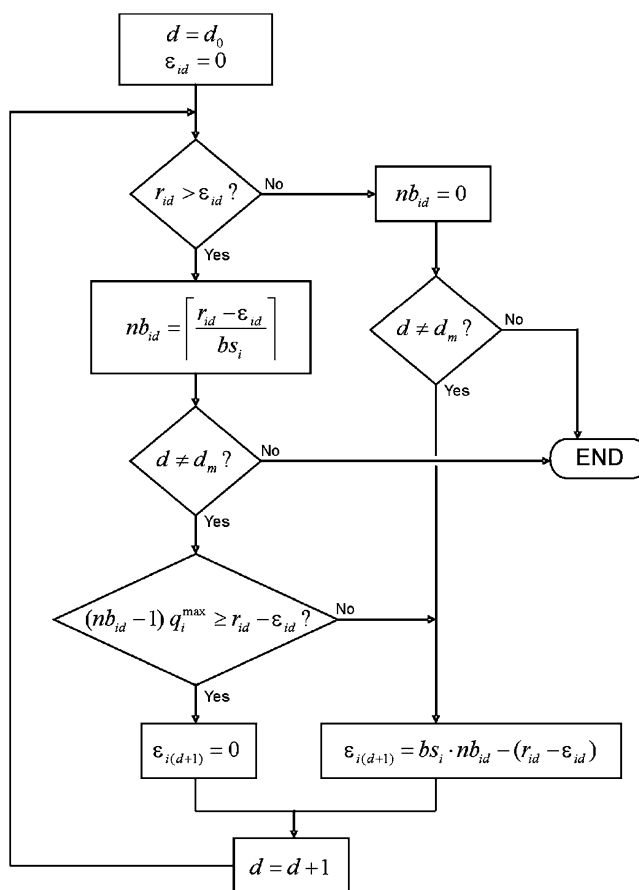 d = d₀
ε_id = 0
r_id > ε_id ?
No
nb_id = 0
Yes
nb_id = ⌈(r_id − ε_id) / bs_i⌉
d ≠ d_m ?
No
Yes
d ≠ d_m ?
No
END
Yes
(nb_id − 1) q_i^max ≥ r_id − ε_id ?
No
Yes
ε_i(d+1) = 0
ε_i(d+1) = bs_i · nb_id − (r_id − ε_id)
d = d + 1